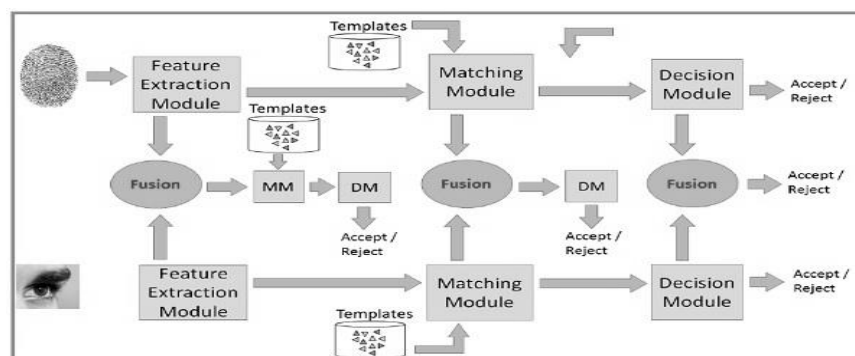 Templates
Feature
Extraction
Module
Matching
Module
Decision
Module
Accept /
Reject
Templates
Fusion
MM
DM
Fusion
DM
Fusion
Accept /
Reject
Accept /
Reject
Accept /
Reject
Feature
Extraction
Module
Matching
Module
Decision
Module
Accept /
Reject
Templates